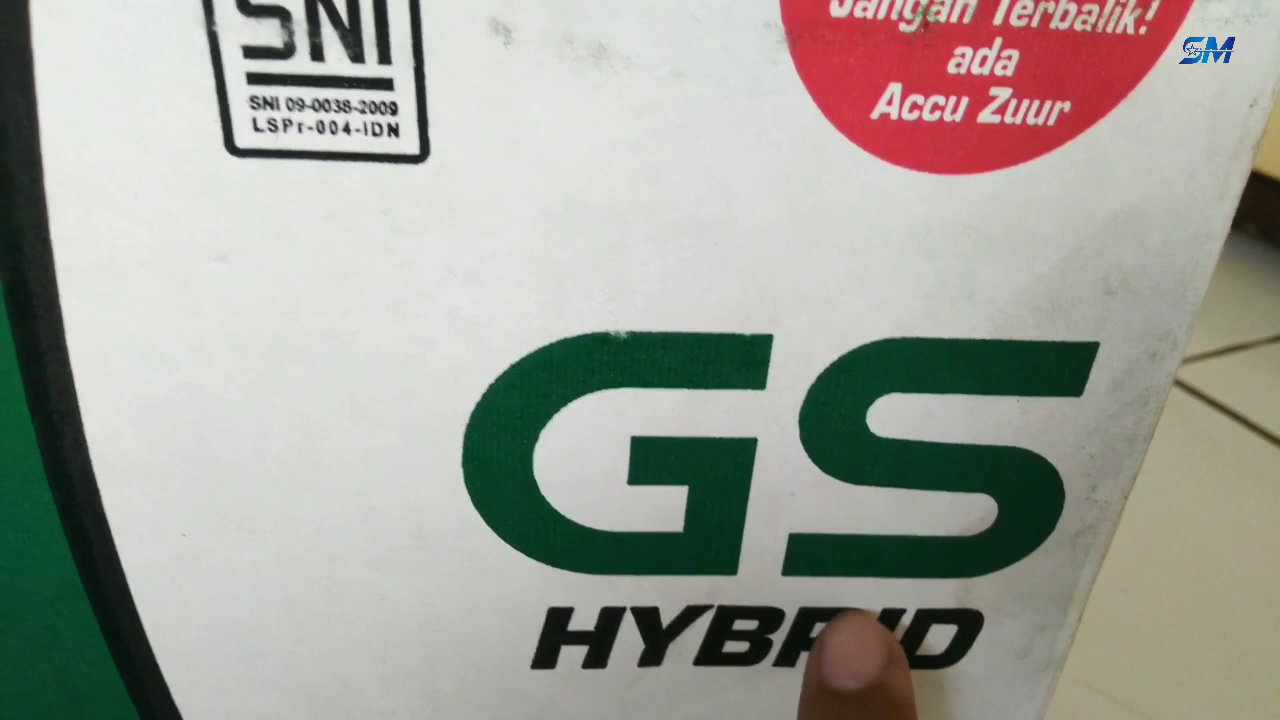 SNI
SNI 09-0038-2009
LSPr-004-IDN
Jangan Terbalik!
ada
Accu Zuur
SM
GS
HYBRID